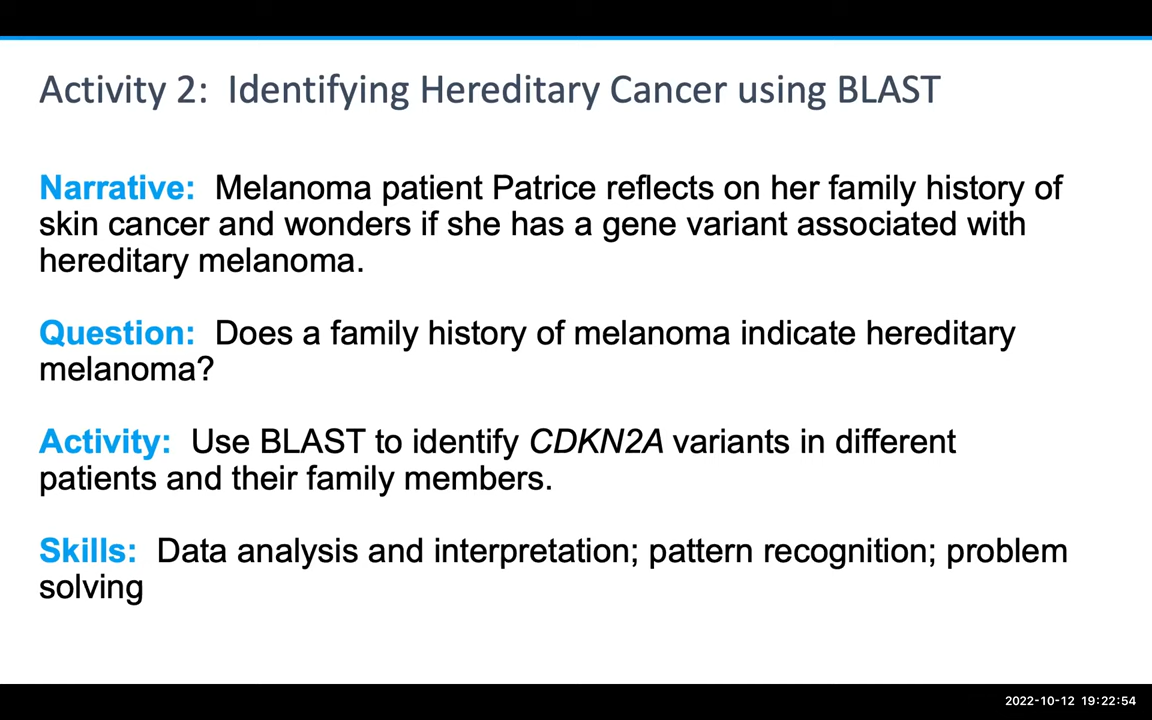 Activity 2:  Identifying Hereditary Cancer using BLAST
Narrative:  Melanoma patient Patrice reflects on her family history of
skin cancer and wonders if she has a gene variant associated with
hereditary melanoma.
Question:  Does a family history of melanoma indicate hereditary
melanoma?
Activity:  Use BLAST to identify CDKN2A variants in different
patients and their family members.
Skills:  Data analysis and interpretation; pattern recognition; problem
solving
2022-10-12 19:22:54